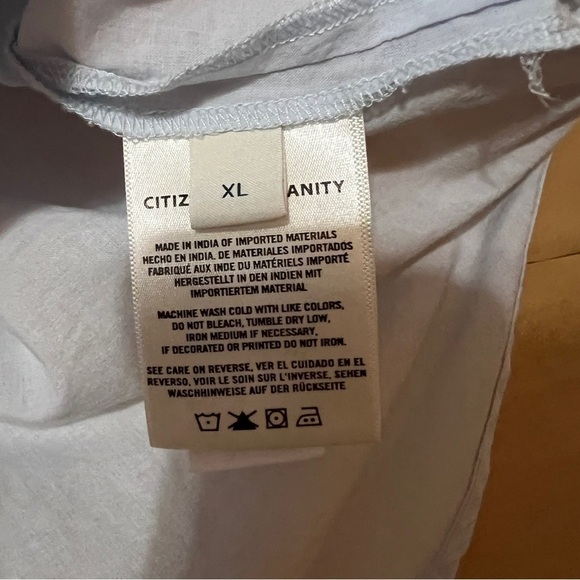 XL
CITIZ ANITY
MADE IN INDIA OF IMPORTED MATERIALS
HECHO EN INDIA. DE MATERIALES IMPORTADOS
FABRIQUÉ AUX INDE DU MATÉRIELS IMPORTÉ
HERGESTELLT IN DEN INDIEN MIT
IMPORTIERTEM MATERIAL
MACHINE WASH COLD WITH LIKE COLORS,
DO NOT BLEACH, TUMBLE DRY LOW,
IRON MEDIUM IF NECESSARY,
IF DECORATED OR PRINTED DO NOT IRON.
SEE CARE ON REVERSE, VER EL CUIDADO EN EL
REVERSO, VOIR LE SOIN SUR L'INVERSE, SEHEN
WASCHHINWEISE AUF DER RÜCKSEITE